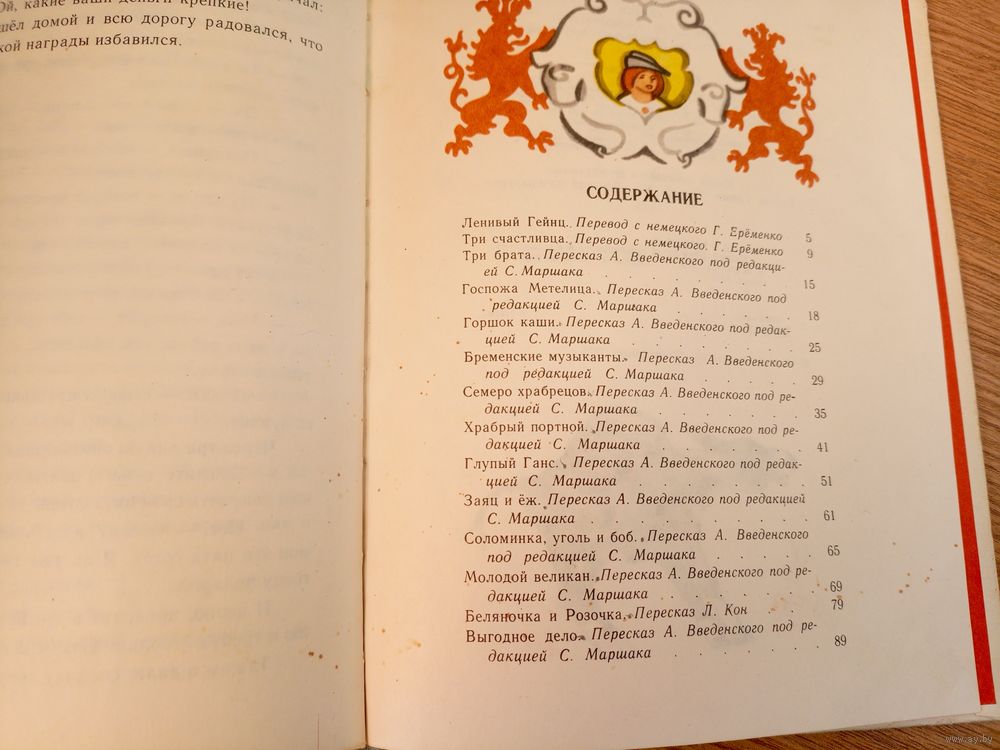 какие ваши деньги крепкие!
шёл домой и всю дорогу радовался, что
кой награды избавился.
СОДЕРЖАНИЕ
Ленивый Гейнц. Перевод с немецкого Г. Ерёменко 5
Три счастливца. Перевод с немецкого. Г. Ерёменко 9
Три брата. Пересказ А. Введенского под редакци-
ей С. Маршака . . . . . . . 15
Госпожа Метелица. Пересказ А. Введенского под
редакцией С. Маршака . . . . . . 18
Горшок каши. Пересказ А. Введенского под редак-
цией С. Маршака . . . . . . . 25
Бременские музыканты. Пересказ А. Введенского
под редакцией С. Маршака . . . . . 29
Семеро храбрецов. Пересказ А. Введенского под ре-
дакцией С. Маршака . . . . . . . 35
Храбрый портной. Пересказ А. Введенского под ре-
дакцией С. Маршака . . . . . . . 41
Глупый Ганс. Пересказ А. Введенского под редак-
цией С. Маршака . . . . . . . 51
Заяц и ёж. Пересказ А. Введенского под редакцией
С. Маршака . . . . . . . . . 61
Соломинка, уголь и боб. Пересказ А. Введенского
под редакцией С. Маршака . . . . . 65
Молодой великан. Пересказ А. Введенского под ре-
дакцией С. Маршака . . . . . . . 69
Беляночка и Розочка. Пересказ Л. Кон . . 79
Выгодное дело. Пересказ А. Введенского под ре-
дакцией С. Маршака . . . . . . . 89
www.ay.by